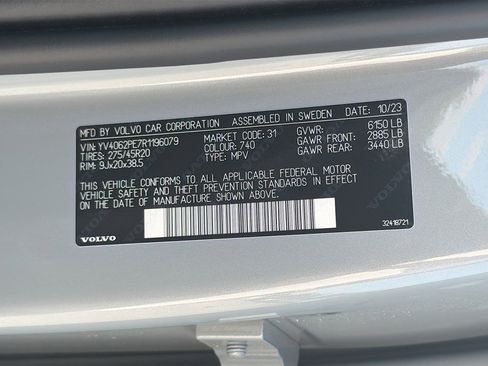 MFD BY VOLVO CAR CORPORATION ASSEMBLED IN SWEDEN 10/23
VIN: YV4062PE7R1196079 MARKET CODE: 31 GVWR: 6150 LB
TIRES: 275/45R20 COLOUR: 740 GAWR FRONT: 2885 LB
RIM: 9Jx20x38.5 TYPE: MPV GAWR REAR: 3440 LB
THIS VEHICLE CONFORMS TO ALL APPLICABLE FEDERAL MOTOR
VEHICLE SAFETY AND THEFT PREVENTION STANDARDS IN EFFECT
ON THE DATE OF MANUFACTURE SHOWN ABOVE.
VOLVO 32418721